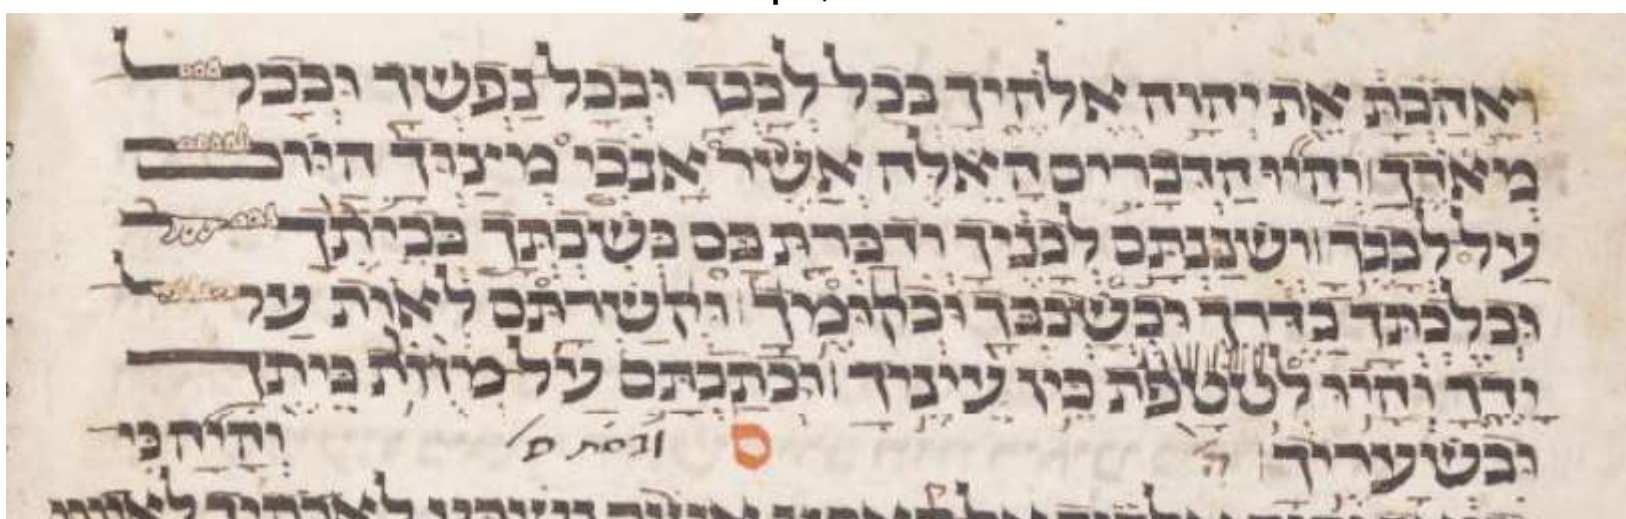 ואהבת את יהוה אלהיך בכל לבבך ובכל נפשך ובכל
מאדך והיו הדברים האלה אשר אנכי מצוך היום
על לבבך ושננתם לבניך ודברת בם בשבתך בביתך
ובלכתך בדרך ובשכבך ובקומך וקשרתם לאות על
ידך והיו לטטפת בין עיניך וכתבתם על מזוזת ביתך
ובשעריך ס והיה כי